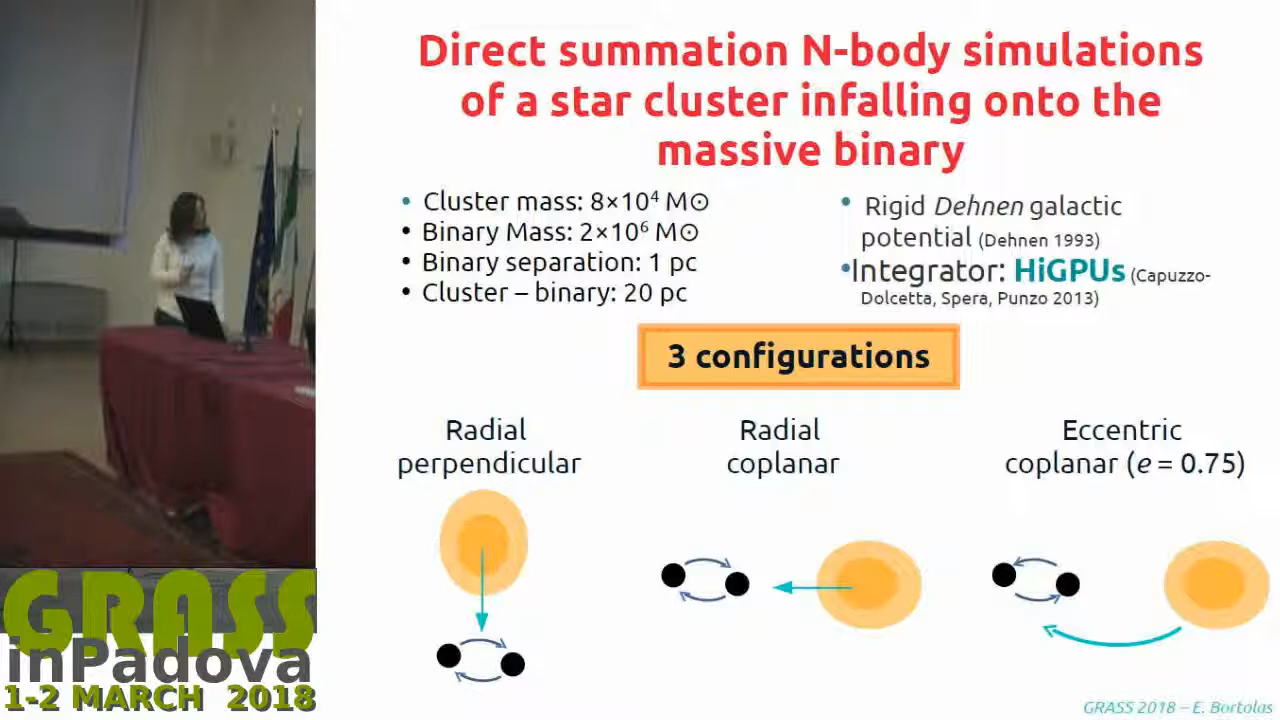 Direct summation N-body simulations
of a star cluster infalling onto the
massive binary
• Cluster mass: 8×10⁴ M⊙
• Binary Mass: 2×10⁶ M⊙
• Binary separation: 1 pc
• Cluster – binary: 20 pc
• Rigid Dehnen galactic
potential (Dehnen 1993)
•Integrator: HiGPUs (Capuzzo-
Dolcetta, Spera, Punzo 2013)
3 configurations
Radial
perpendicular
Radial
coplanar
Eccentric
coplanar (e = 0.75)
GRASS
inPadova
1-2 MARCH 2018
GRASS 2018 – E. Bortolas